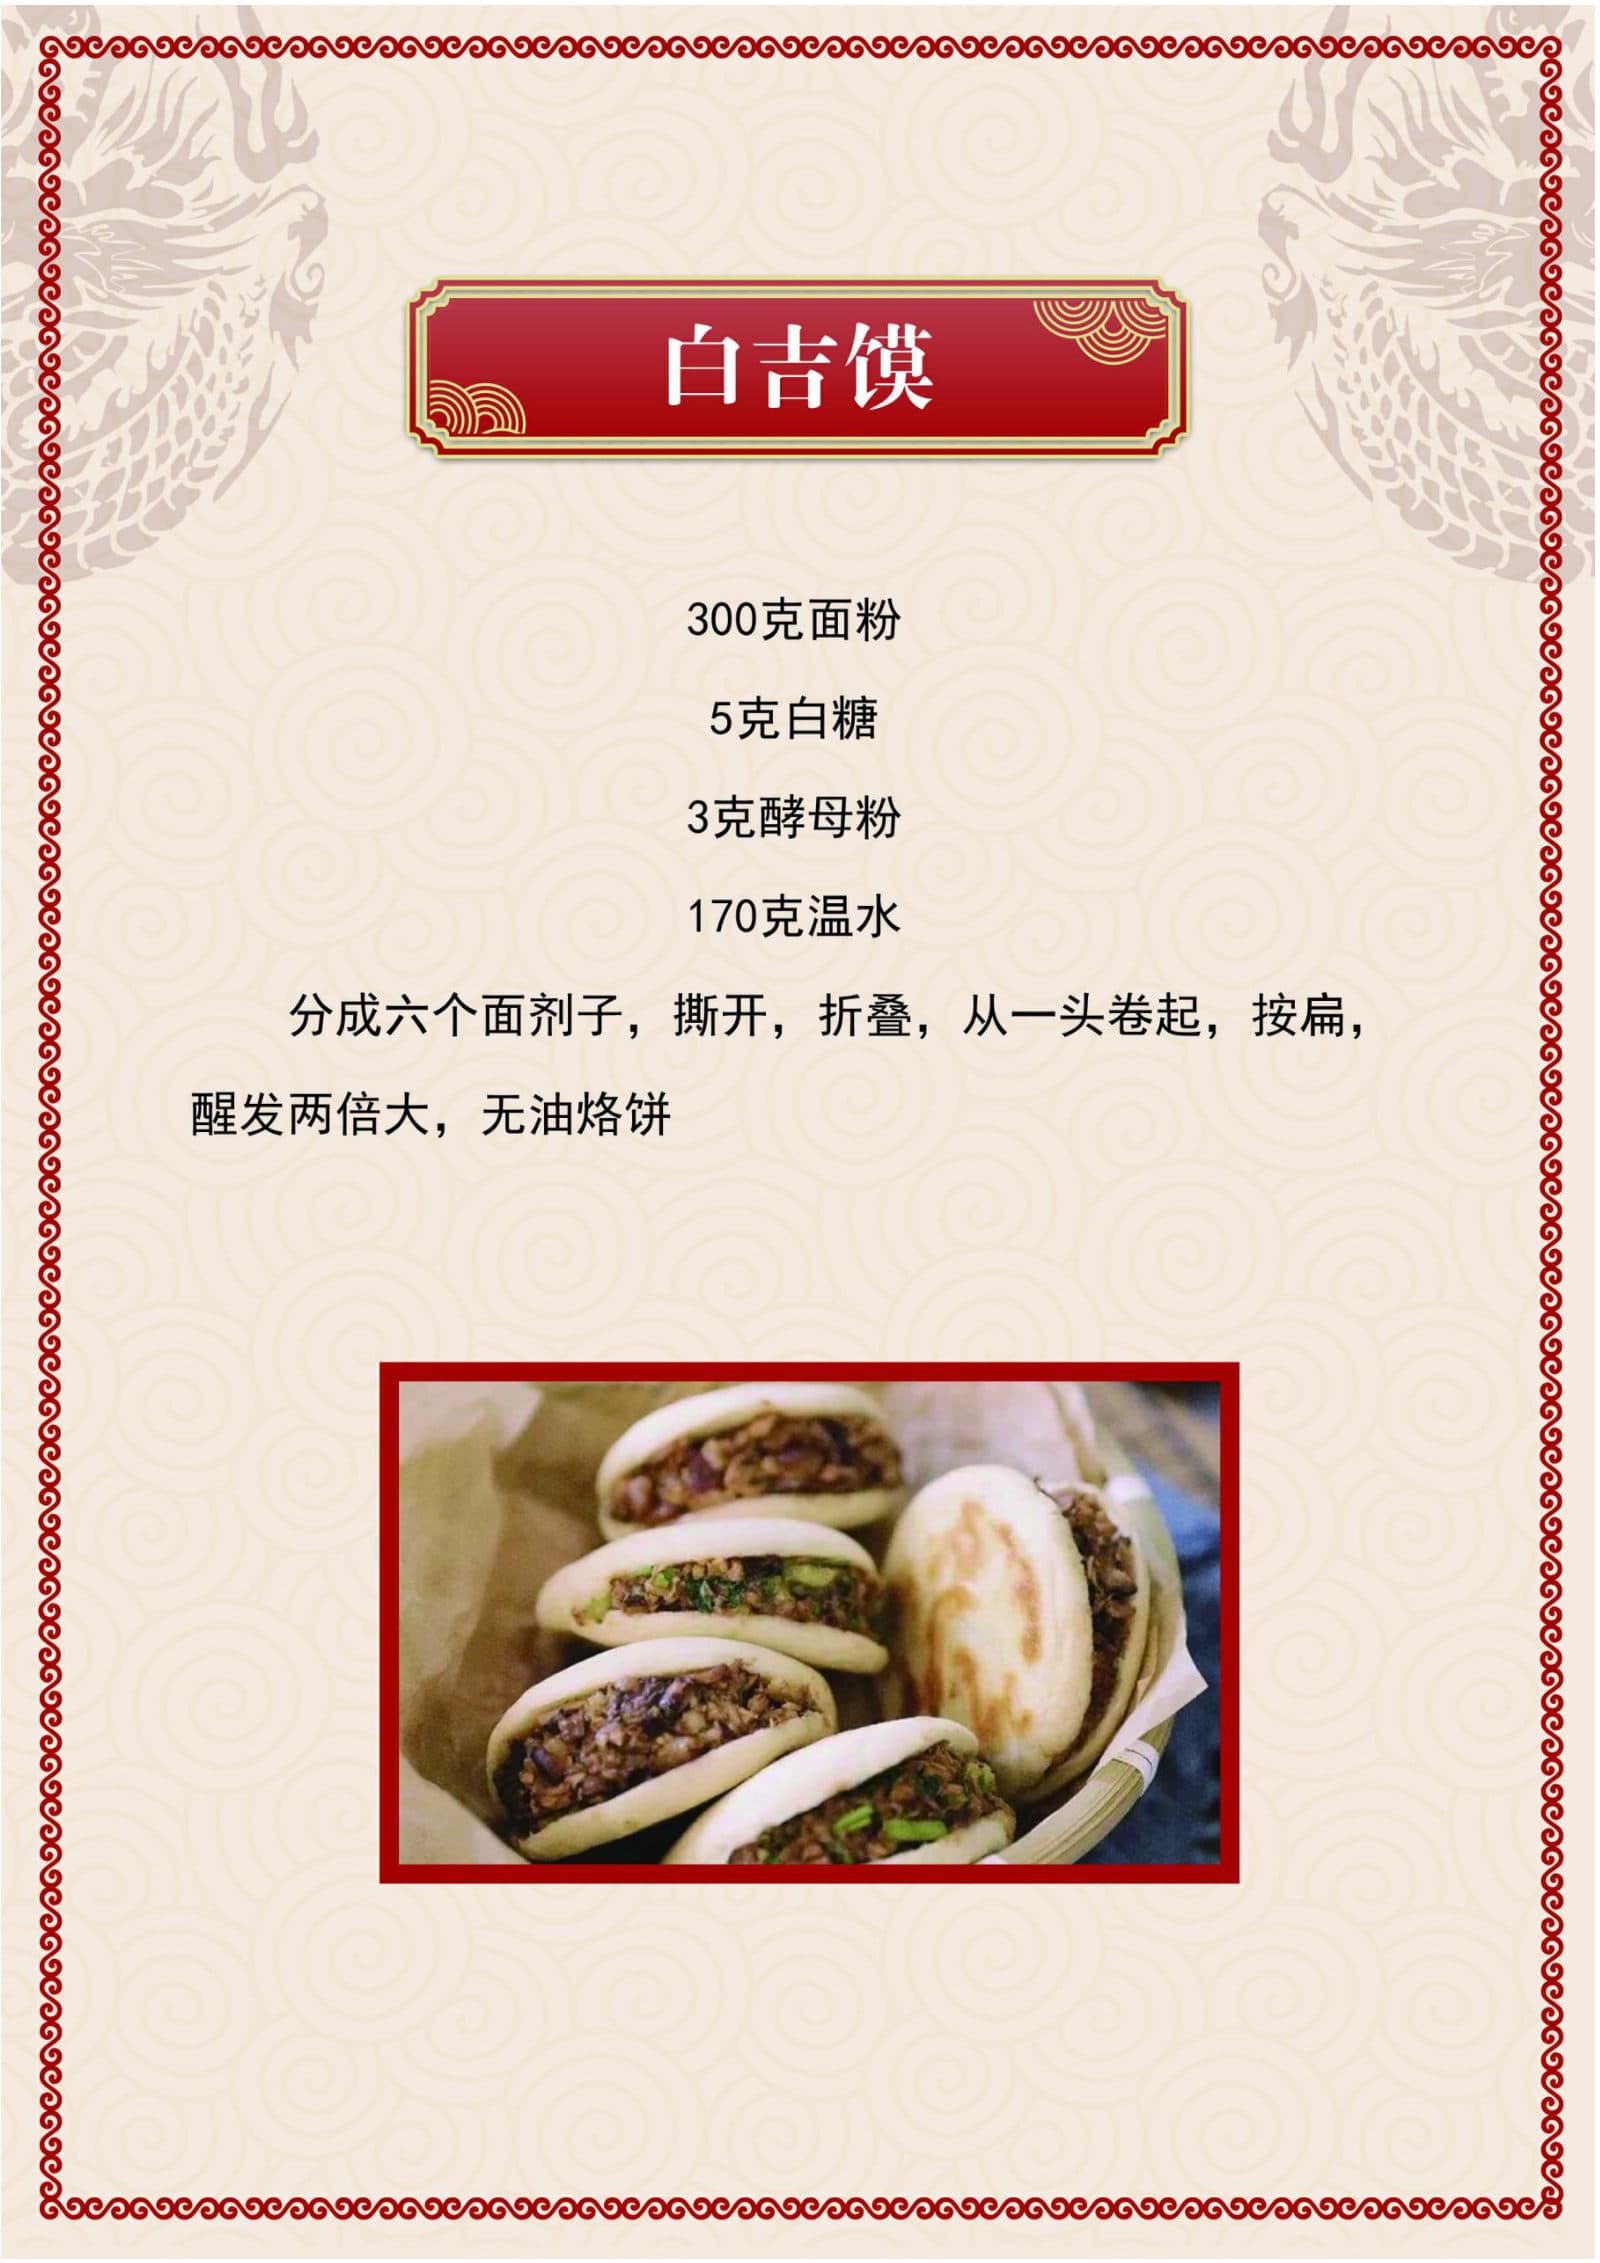 白吉馍
300克面粉
5克白糖
3克酵母粉
170克温水
分成六个面剂子，撕开，折叠，从一头卷起，按扁，
醒发两倍大，无油烙饼